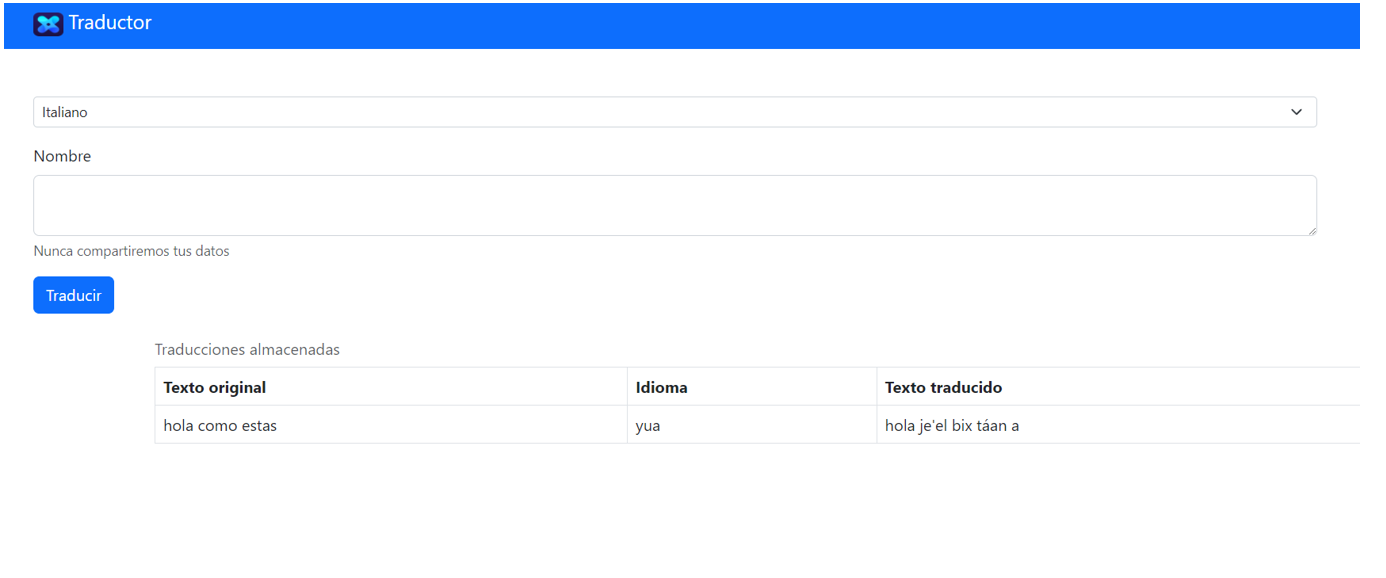 Traductor
Italiano
Nombre
Nunca compartiremos tus datos
Traducir
Traducciones almacenadas
Texto original Idioma Texto traducido
hola como estas yua hola je'el bix táan a